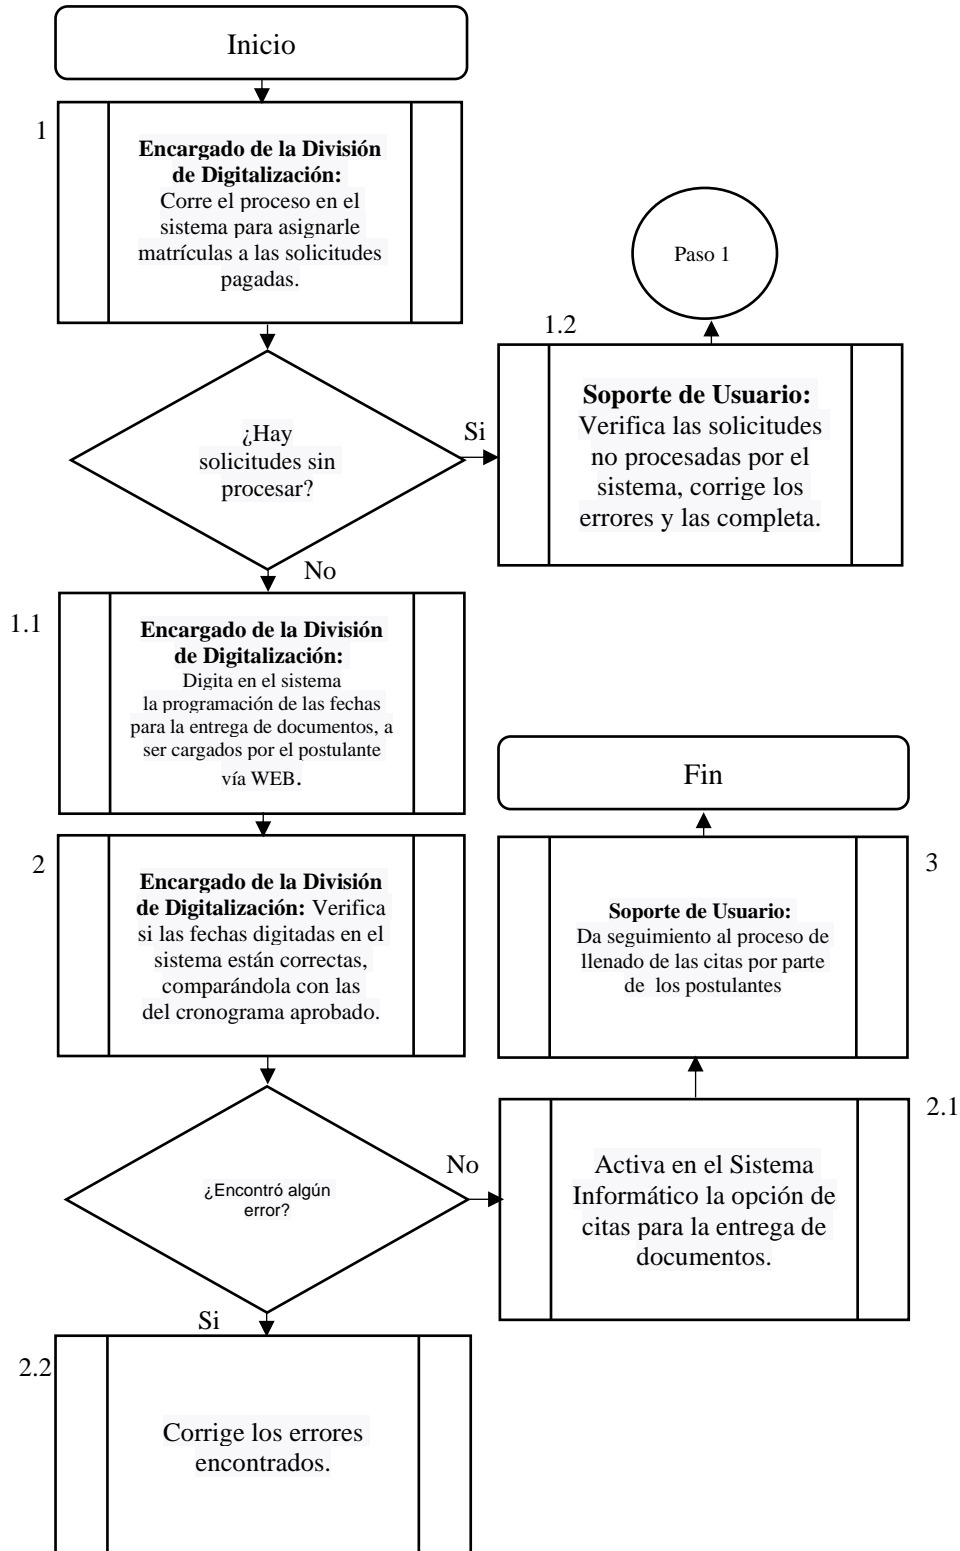 Inicio
1
Encargado de la División
de Digitalización:
Corre el proceso en el
sistema para asignarle
matrículas a las solicitudes
pagadas.
Paso 1
1.2
Soporte de Usuario:
Verifica las solicitudes
no procesadas por el
sistema, corrige los
errores y las completa.
¿Hay
solicitudes sin
procesar?
Si
No
1.1
Encargado de la División
de Digitalización:
Digita en el sistema
la programación de las fechas
para la entrega de documentos, a
ser cargados por el postulante
vía WEB.
Fin
2
Encargado de la División
de Digitalización: Verifica
si las fechas digitadas en el
sistema están correctas,
comparándola con las
del cronograma aprobado.
3
Soporte de Usuario:
Da seguimiento al proceso de
llenado de las citas por parte
de los postulantes
¿Encontró algún
error?
No
2.1
Activa en el Sistema
Informático la opción de
citas para la entrega de
documentos.
Si
2.2
Corrige los errores
encontrados.